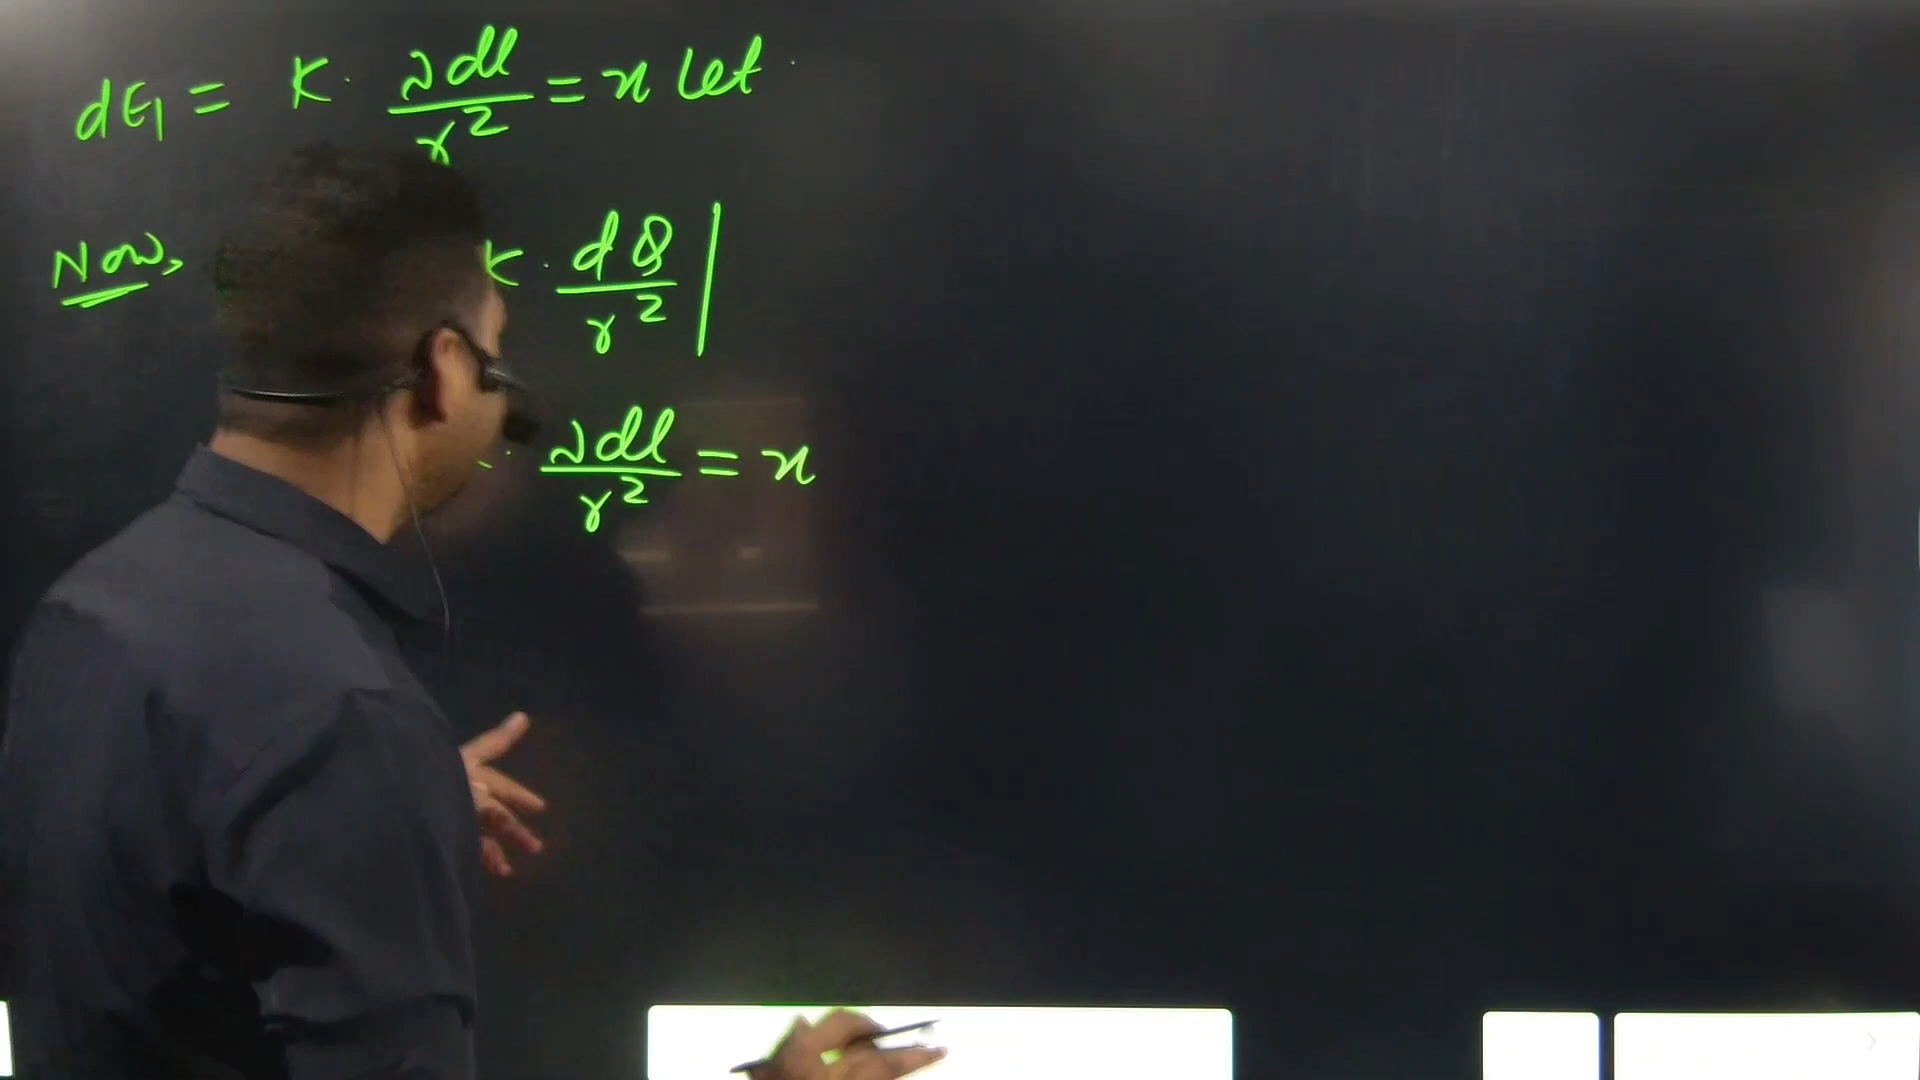 dE₁ = K · λdl/r² = x let
Now, K · dQ/r² |
· λdl/r² = x